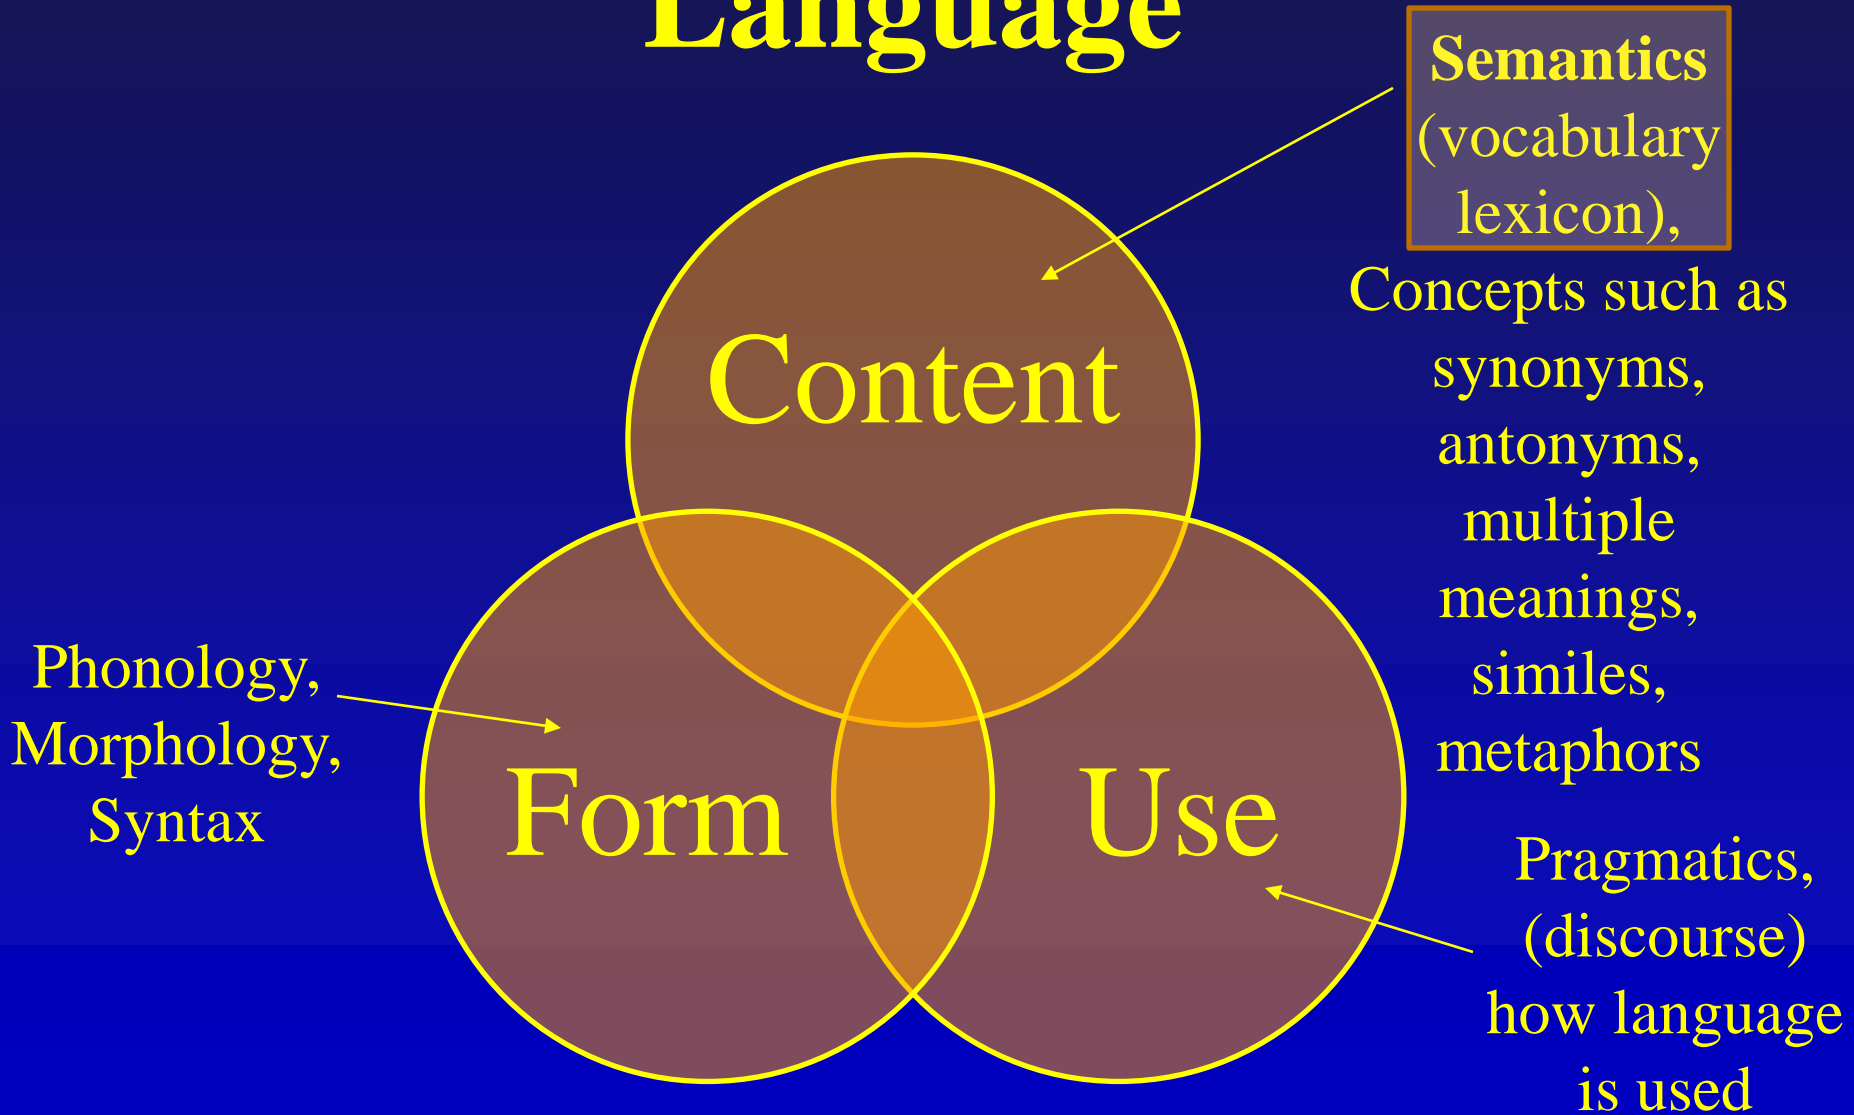 Language
Semantics
(vocabulary
lexicon),
Concepts such as
synonyms,
antonyms,
multiple
meanings,
similes,
metaphors
Content
Phonology,
Morphology,
Syntax
Form
Use
Pragmatics,
(discourse)
how language
is used